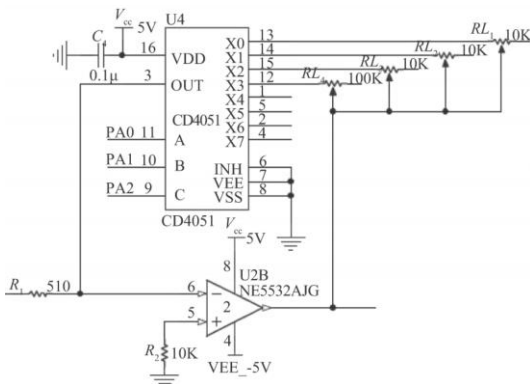 Vcc
5V
U4
C4
0.1μ
16
VDD
3
OUT
CD4051
PA0
11
A
PA1
10
B
PA2
9
C
X0
13
X1
14
X2
15
X3
12
X4
1
X5
5
X6
2
X7
4
INH
6
VEE
7
VSS
8
CD4051
RL1
10K
RL2
10K
RL3
10K
RL4
100K
Vcc
5V
8
U2B
NE5532AJG
R1
510
6
−
2
5
+
4
R2
10K
VEE_-5V